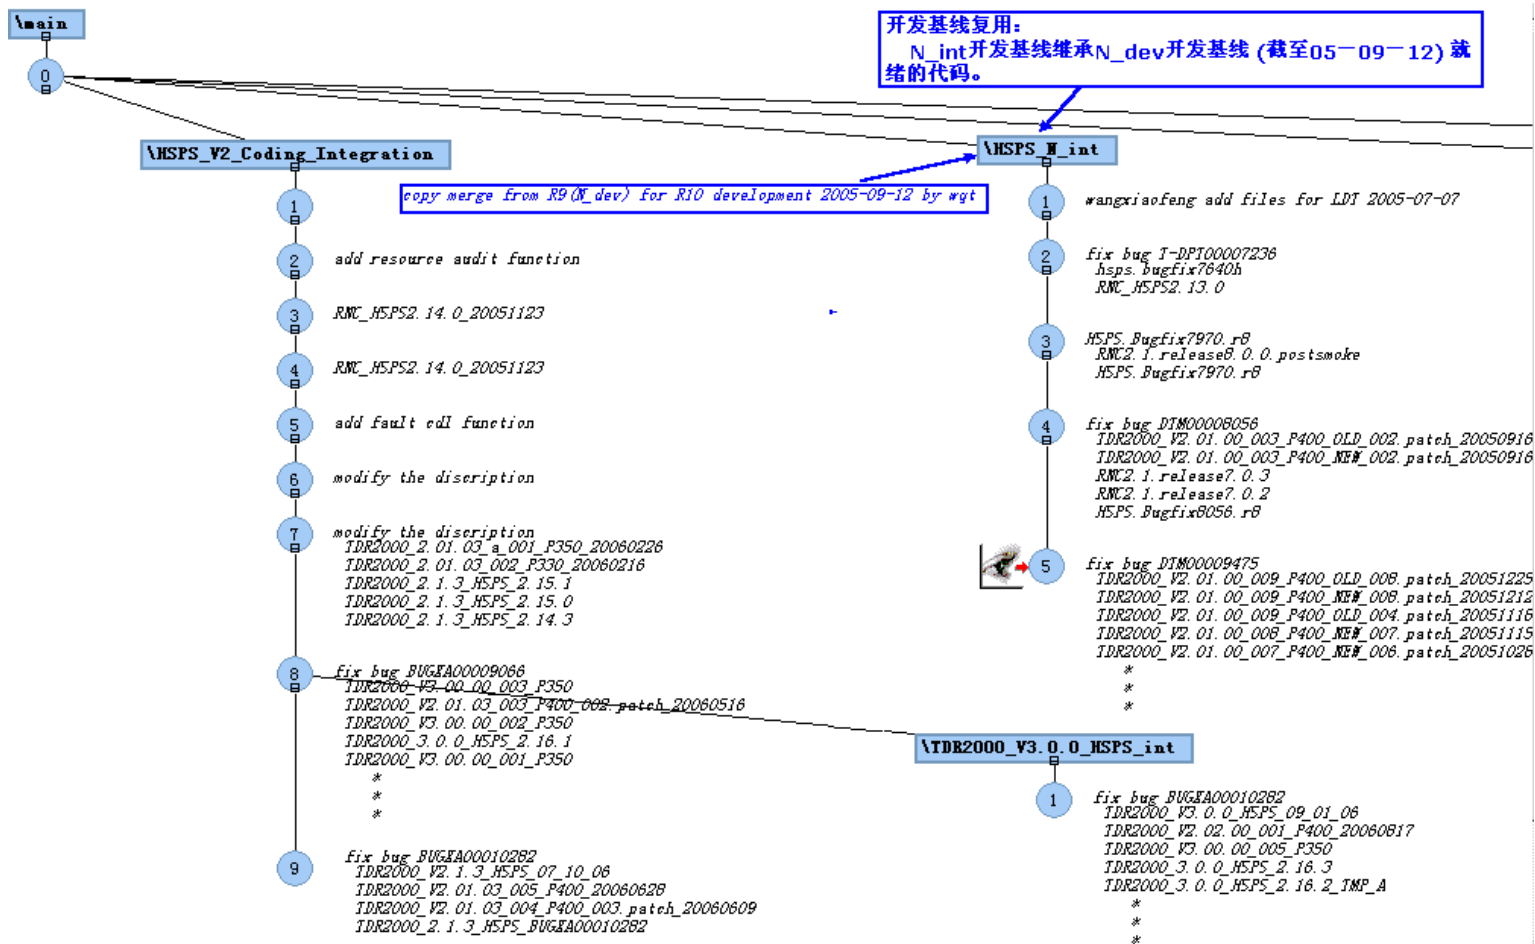 \main
0
开发基线复用：
N_int开发基线继承N_dev开发基线 (截至05－09－12) 就
绪的代码。
\HSPS_V2_Coding_Integration
1
2
add resource audit function
3
RNC_HSPS2.14.0_20051123
4
RNC_HSPS2.14.0_20051123
5
add fault cdl function
6
modify the discription
7
modify the discription
TDR2000_2.01.03_a_001_P350_20060226
TDR2000_2.01.03_002_P330_20060216
TDR2000_2.1.3_HSPS_2.15.1
TDR2000_2.1.3_HSPS_2.15.0
TDR2000_2.1.3_HSPS_2.14.3
8
fix bug BUGEA00009066
TDR2000_V3.00.00_003_P350
TDR2000_V2.01.03_003_P400_002.patch_20060516
TDR2000_V3.00.00_002_P350
TDR2000_3.0.0_HSPS_2.16.1
TDR2000_V3.00.00_001_P350
*
*
*
9
fix bug BUGEA00010282
TDR2000_V2.1.3_HSPS_07_10_06
TDR2000_V2.01.03_005_P400_20060628
TDR2000_V2.01.03_004_P400_003.patch_20060609
TDR2000_2.1.3_HSPS_BUGEA00010282
copy merge from R9(N_dev) for R10 development 2005-09-12 by wqt
\HSPS_N_int
1
wangxiaofeng add files for LDT 2005-07-07
2
fix bug T-DPT00007236
hsps.bugfix7640h
RNC_HSPS2.13.0
3
HSPS.Bugfix7970.r8
RNC2.1.release8.0.0.postsmoke
HSPS.Bugfix7970.r8
4
fix bug DTM00008056
TDR2000_V2.01.00_003_P400_OLD_002.patch_20050916
TDR2000_V2.01.00_003_P400_NEW_002.patch_20050916
RNC2.1.release7.0.3
RNC2.1.release7.0.2
HSPS.Bugfix8056.r8
5
fix bug DTM00009475
TDR2000_V2.01.00_009_P400_OLD_008.patch_20051225
TDR2000_V2.01.00_009_P400_NEW_008.patch_20051212
TDR2000_V2.01.00_009_P400_OLD_004.patch_20051116
TDR2000_V2.01.00_008_P400_NEW_007.patch_20051115
TDR2000_V2.01.00_007_P400_NEW_006.patch_20051026
*
*
*
\TDR2000_V3.0.0_HSPS_int
1
fix bug BUGEA00010282
TDR2000_V3.0.0_HSPS_09_01_06
TDR2000_V2.02.00_001_P400_20060817
TDR2000_V3.00.00_005_P350
TDR2000_3.0.0_HSPS_2.16.3
TDR2000_3.0.0_HSPS_2.16.2_TMP_A
*
*
*